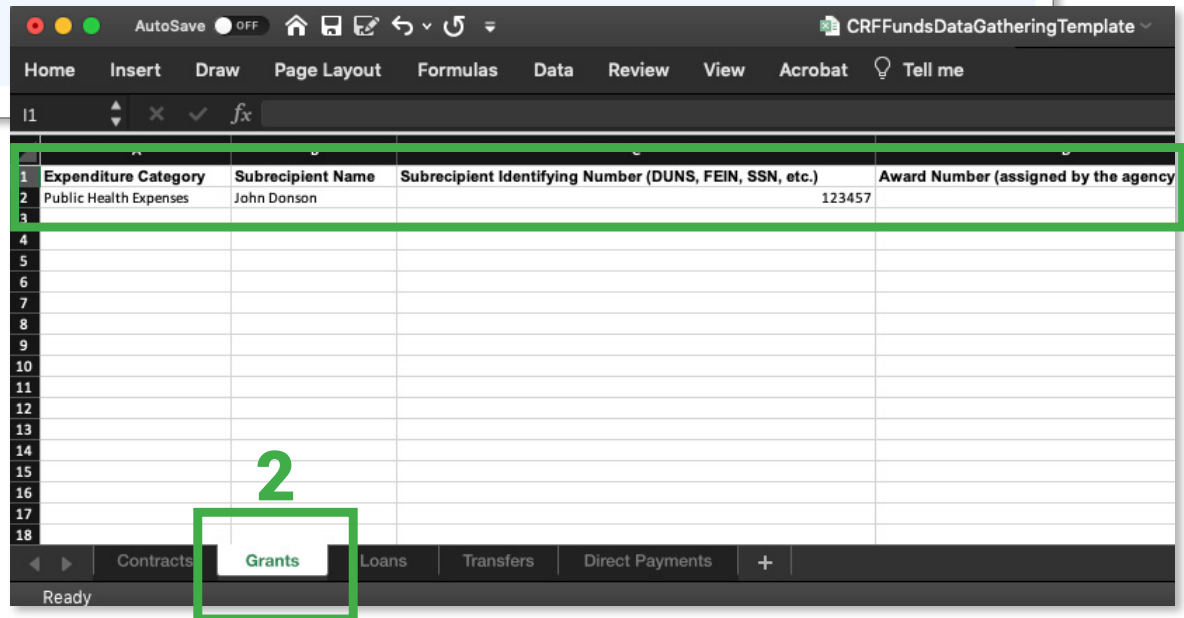 AutoSave OFF CRFFundsDataGatheringTemplate
Home Insert Draw Page Layout Formulas Data Review View Acrobat Tell me
I1 fx
1 Expenditure Category Subrecipient Name Subrecipient Identifying Number (DUNS, FEIN, SSN, etc.) Award Number (assigned by the agency
2 Public Health Expenses John Donson 123457
3
4
5
6
7
8
9
10
11
12
13
14
15
16
17
18
2
Contracts Grants Loans Transfers Direct Payments +
Ready